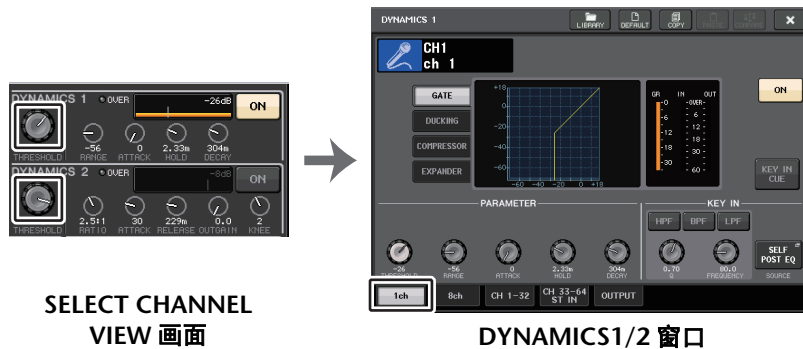 DYNAMICS 1
OVER
-26dB
ON
-56
0
2.33m
304m
THRESHOLD
RANGE
ATTACK
HOLD
DECAY
DYNAMICS 2
OVER
-8dB
ON
2.5:1
30
229m
0.0
2
THRESHOLD
RATIO
ATTACK
RELEASE
OUTGAIN
KNEE
SELECT CHANNEL
VIEW 画面
DYNAMICS 1
LIBRARY
DEFAULT
COPY
PASTE
COMPARE
CH1
ch 1
GATE
DUCKING
COMPRESSOR
EXPANDER
+18
0
-20
-40
-60
-60 -40 -20 0 +18
GR IN OUT
-0 -OVER-
-6 - 6 -
-12 - 12 -
-18 - 18 -
-30 - 30 -
- 60 -
ON
KEY IN
CUE
PARAMETER
KEY IN
HPF
BPF
LPF
SELF
POST EQ
-26
-56
0
2.33m
304m
0.70
80.0
THRESHOLD
RANGE
ATTACK
HOLD
DECAY
Q
FREQUENCY
SOURCE
1ch
8ch
CH 1-32
CH 33-64
ST IN
OUTPUT
DYNAMICS1/2 窗口